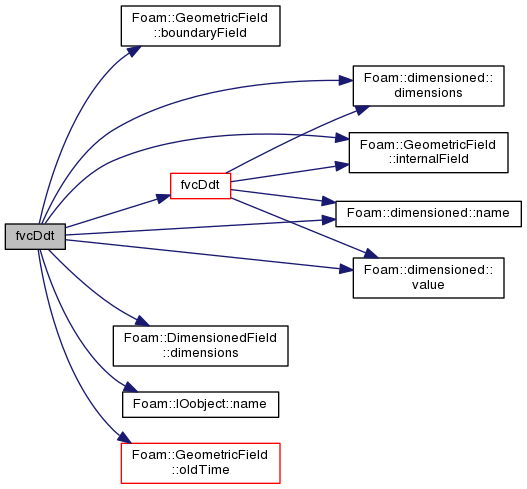 Foam::GeometricField
::boundaryField
Foam::dimensioned::
dimensions
Foam::GeometricField
::internalField
fvcDdt
Foam::dimensioned::name
fvcDdt
Foam::dimensioned::
value
Foam::DimensionedField
::dimensions
Foam::IOobject::name
Foam::GeometricField
::oldTime